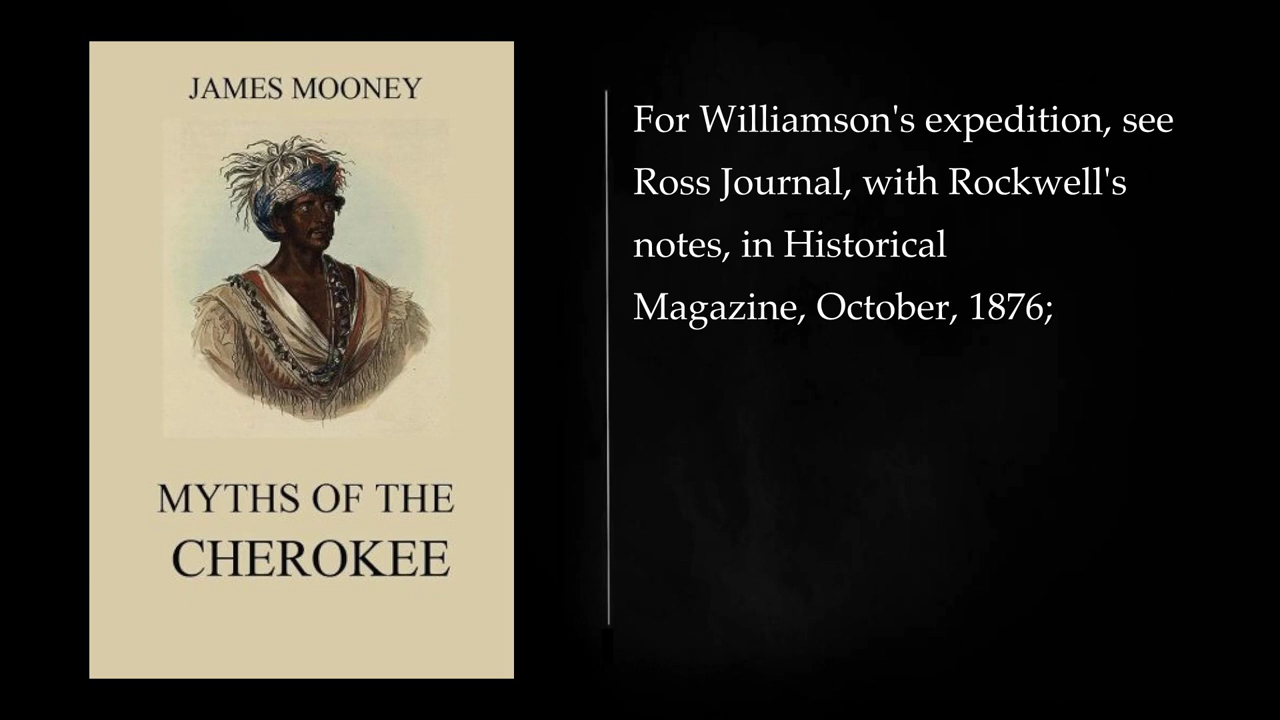 JAMES MOONEY
MYTHS OF THE
CHEROKEE
For Williamson's expedition, see
Ross Journal, with Rockwell's
notes, in Historical
Magazine, October, 1876;